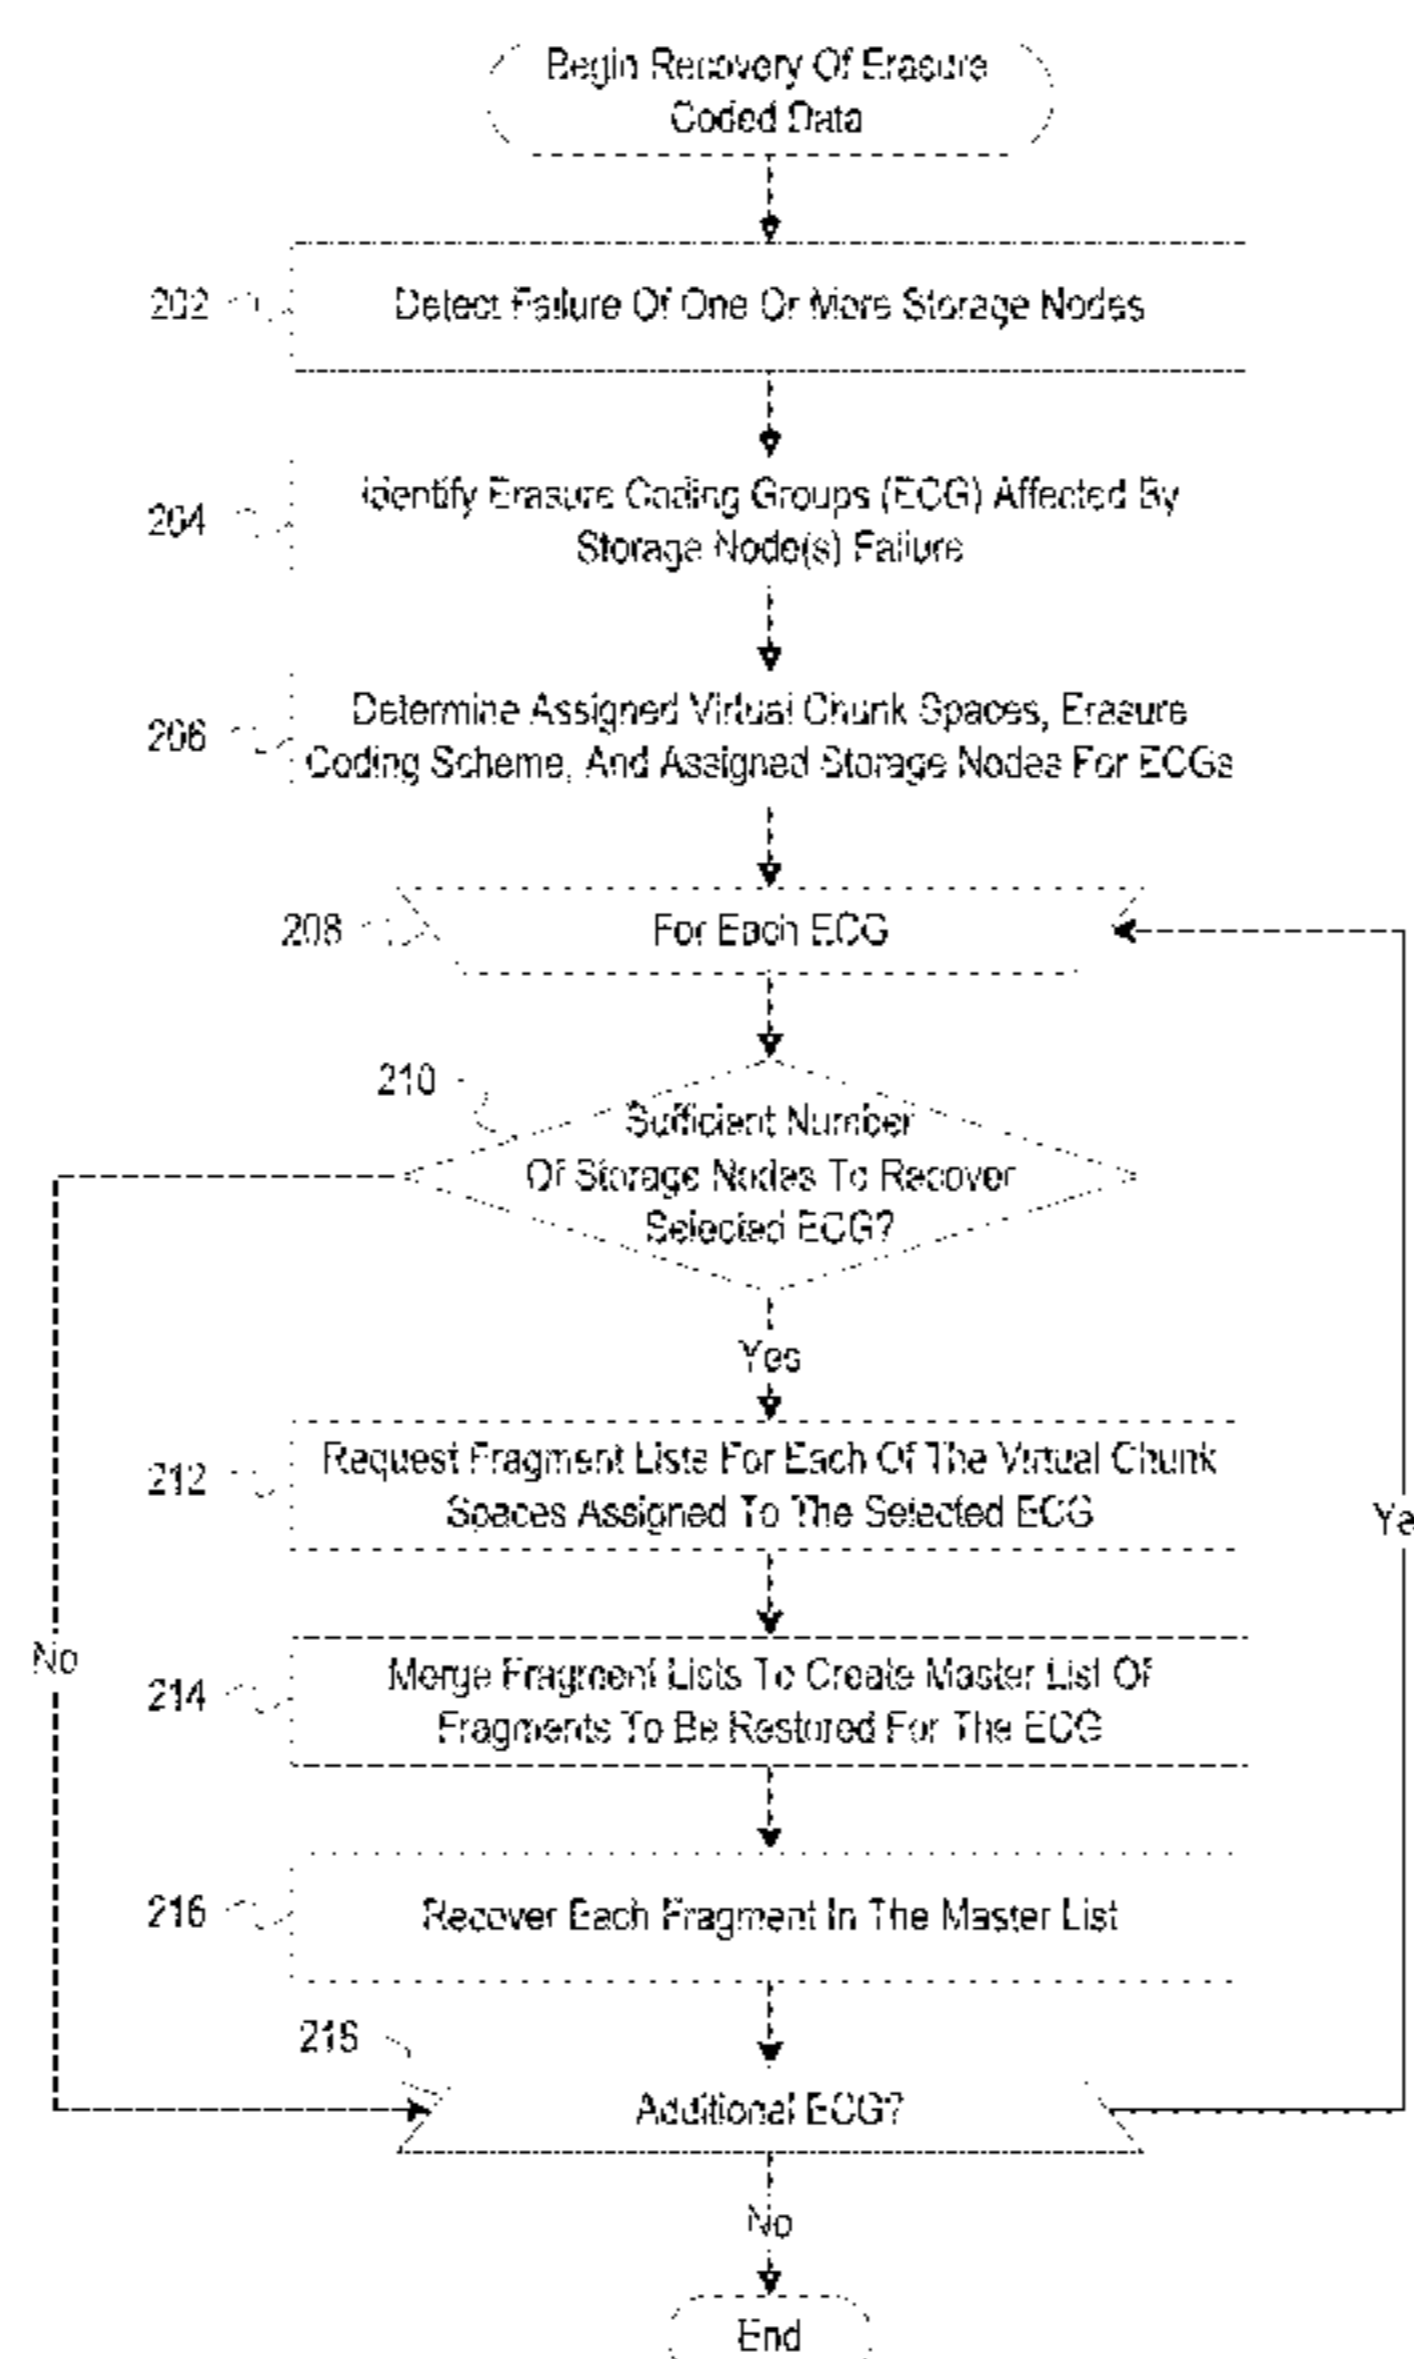 Begin Recovery Of Erasure
Coded Data
202
Detect Failure Of One Or More Storage Nodes
204
Identify Erasure Coding Groups (ECG) Affected By
Storage Node(s) Failure
206
Determine Assigned Virtual Chunk Spaces, Erasure
Coding Scheme, And Assigned Storage Nodes For ECGs
208
For Each ECG
210
Sufficient Number
Of Storage Nodes To Recover
Selected ECG?
Yes
212
Request Fragment Lists For Each Of The Virtual Chunk
Spaces Assigned To The Selected ECG
Ye
No
214
Merge Fragment Lists To Create Master List Of
Fragments To Be Restored For The ECG
216
Recover Each Fragment In The Master List
218
Additional ECG?
No
End